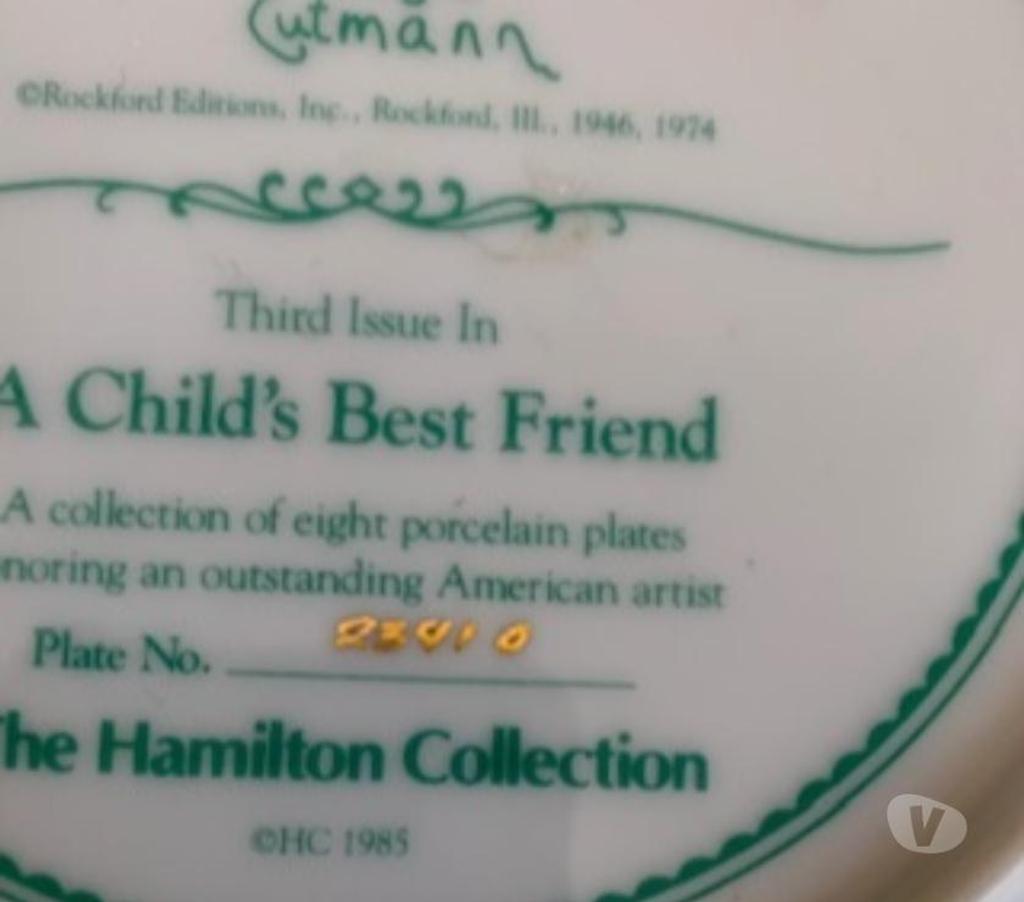 Gutmann
©Rockford Editions, Inc., Rockford, Ill., 1946, 1974
Third Issue In
A Child's Best Friend
A collection of eight porcelain plates
noring an outstanding American artist
Plate No.
The Hamilton Collection
©HC 1985
V